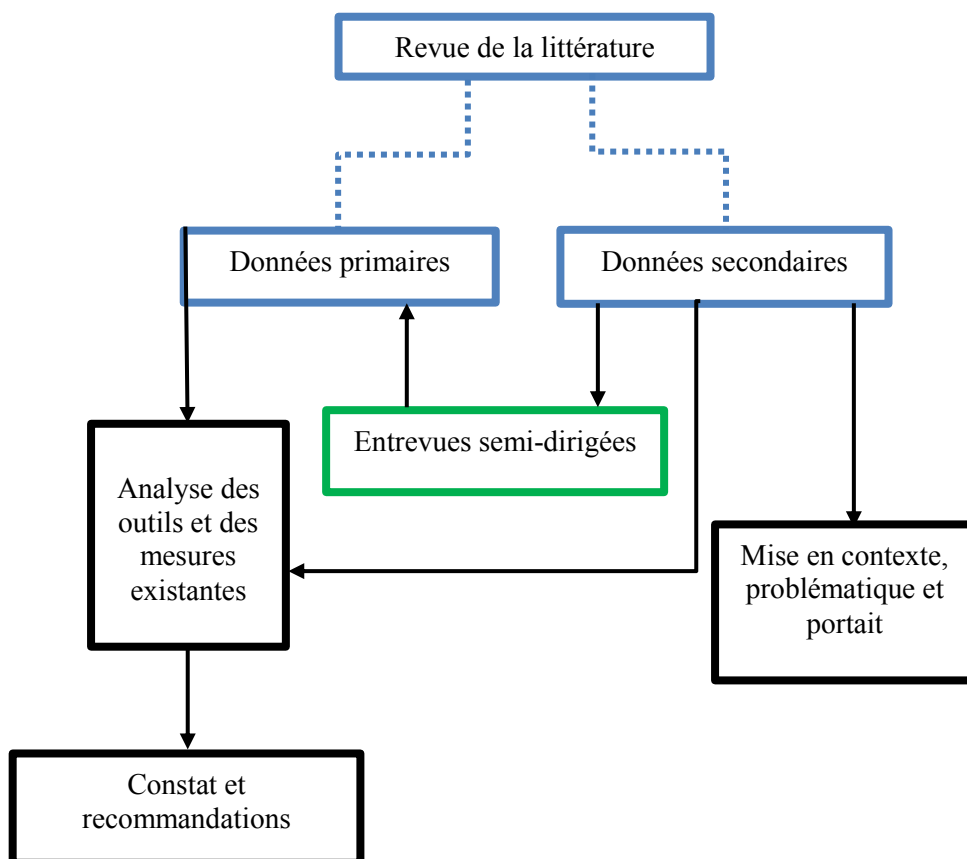 Revue de la littérature
Données primaires
Données secondaires
Entrevues semi-dirigées
Analyse des
outils et des
mesures
existantes
Mise en contexte,
problématique et
portait
Constat et
recommandations